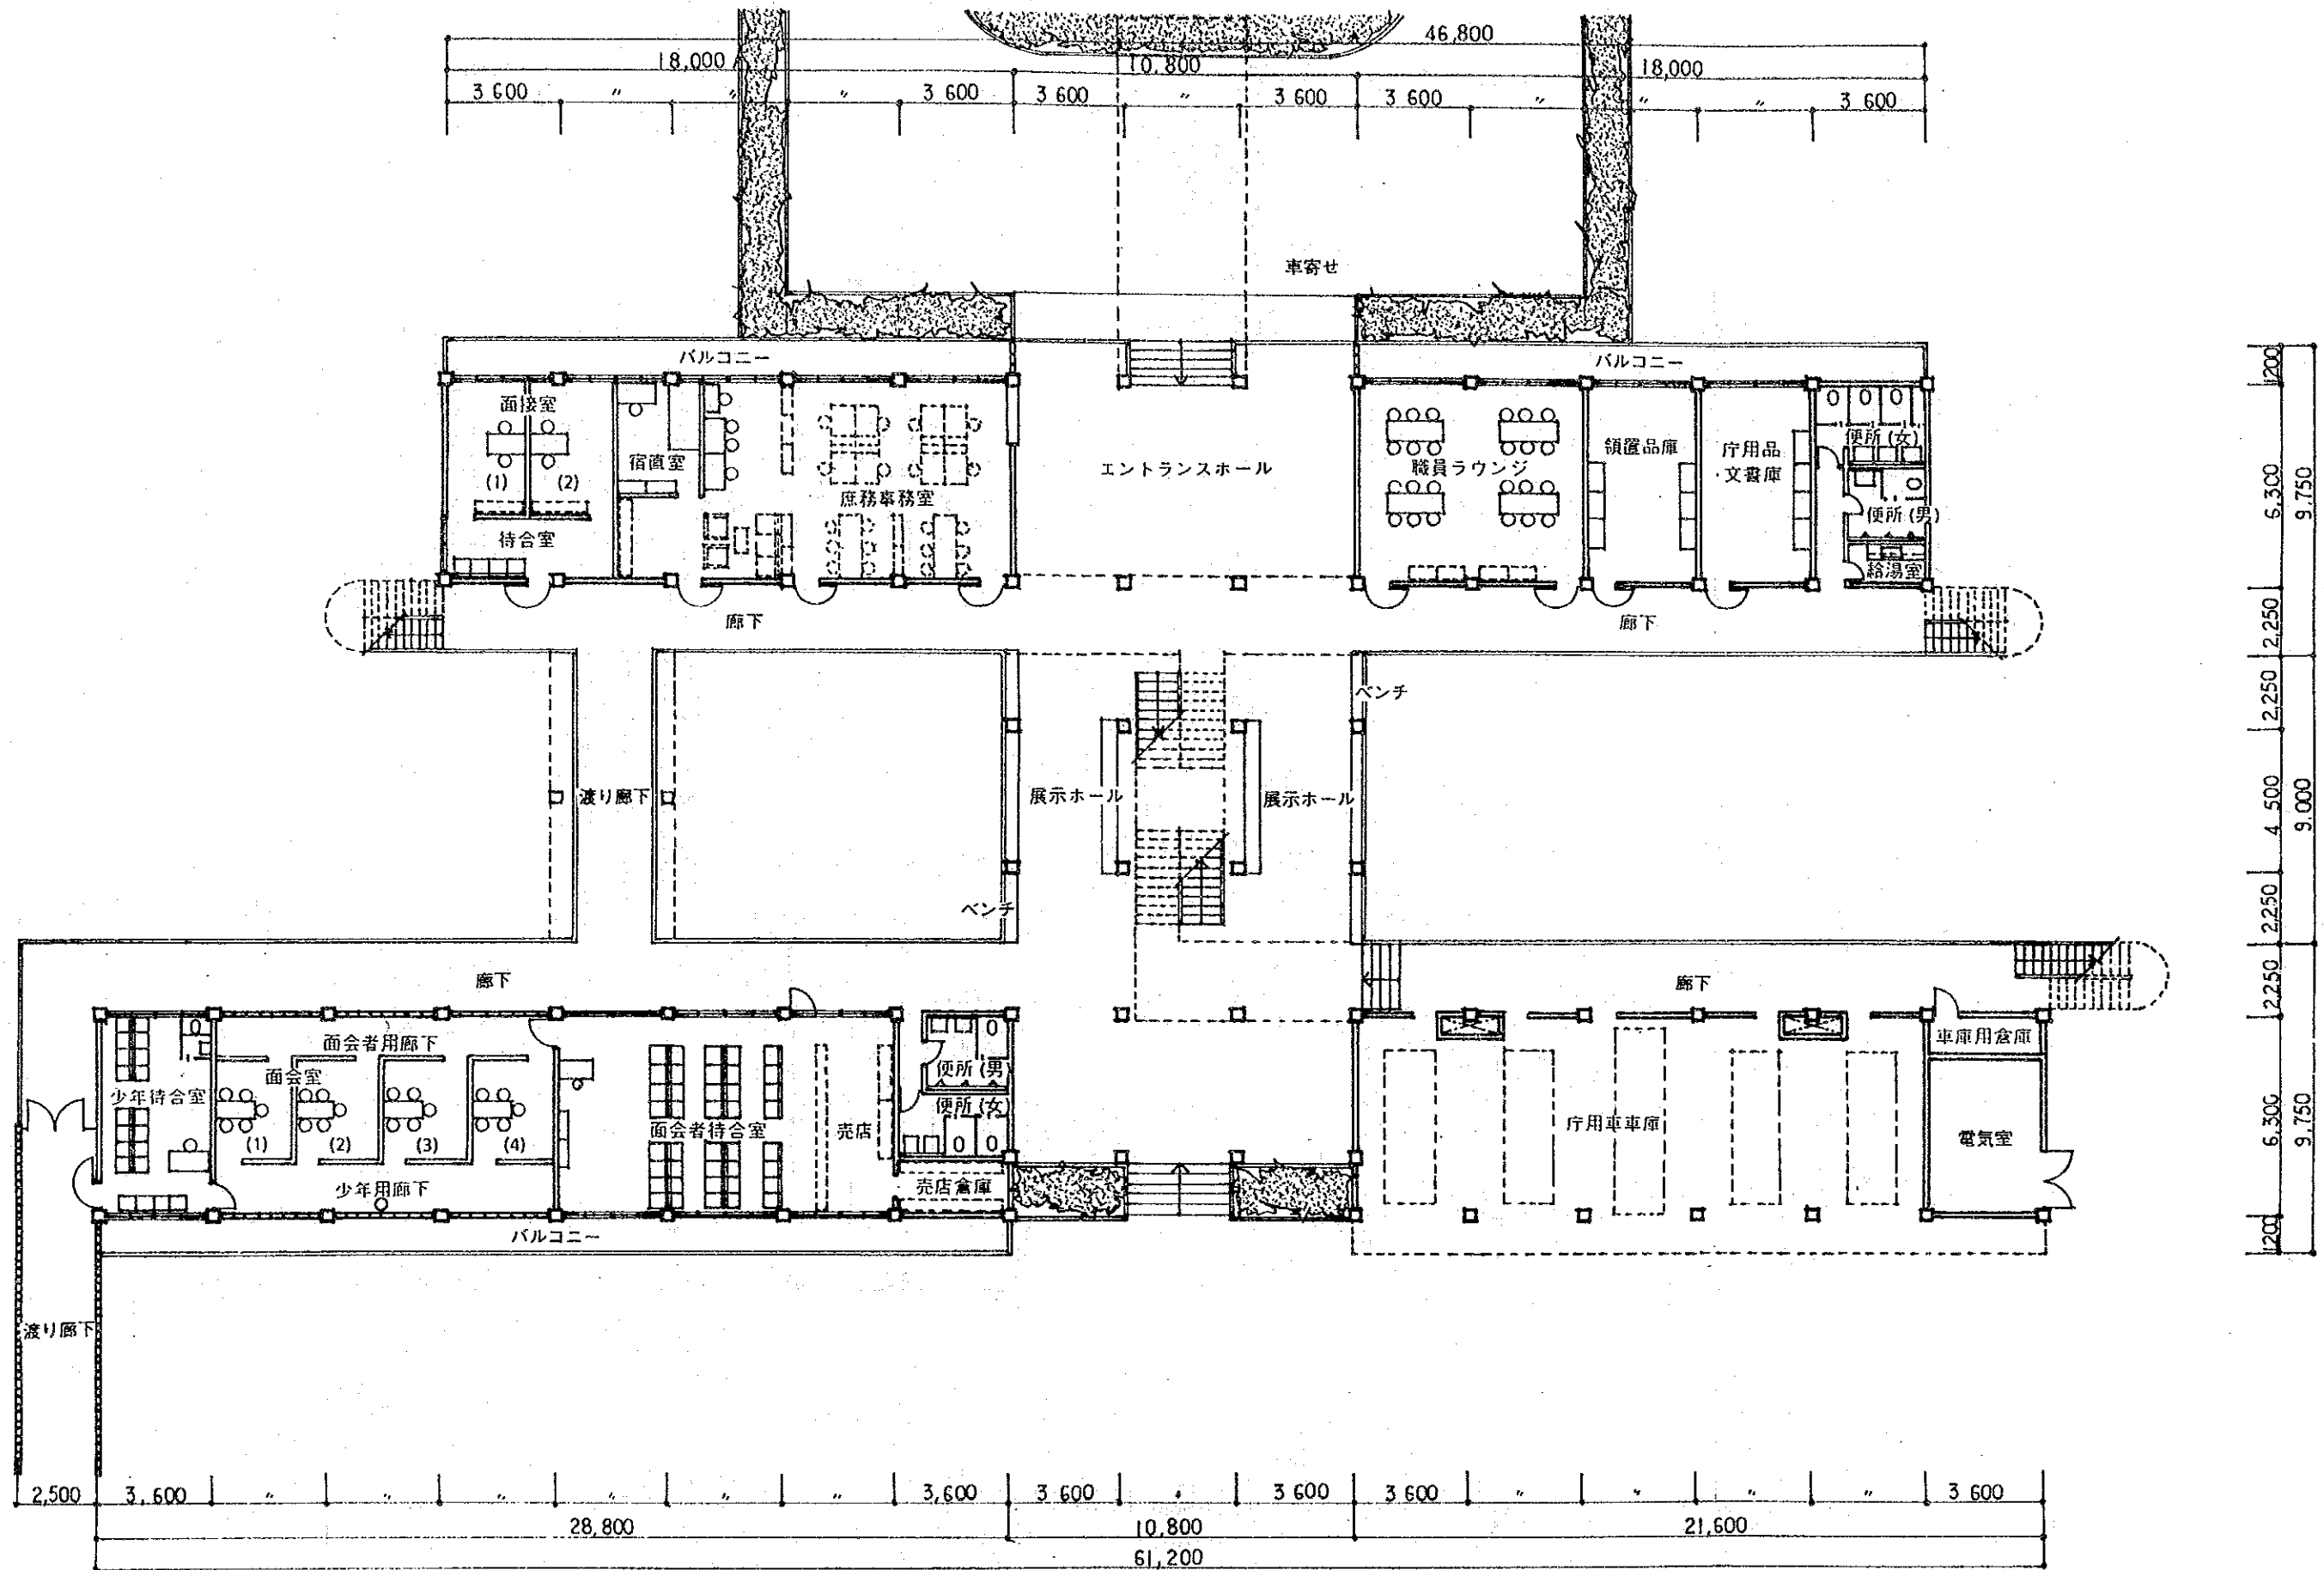 46,800
18,000
10,800
18,000
3 600 〃 〃 〃 3 600 3 600 〃 3 600 3 600 〃 〃 〃 3 600
車寄せ
バルコニー
バルコニー
面接室
(1) (2)
待合室
宿直室
庶務事務室
エントランスホール
職員ラウンジ
領置品庫
庁用品
・文書庫
便所(女)
便所(男)
給湯室
廊下
廊下
ベンチ
渡り廊下
展示ホール
展示ホール
ベンチ
廊下
廊下
少年待合室
面会者用廊下
面会室
(1) (2) (3) (4)
少年用廊下
面会者待合室
売店
便所(男)
便所(女)
売店倉庫
バルコニー
庁用車車庫
車庫用倉庫
電気室
渡り廊下
1200
6,300
9,750
2,250
2,250
4 500
9,000
2,250
2,250
6,300
9,750
1200
2,500 3,600 〃 〃 〃 〃 〃 〃 3,600 3 600 〃 3 600 3 600 〃 〃 〃 〃 3 600
28,800 10,800 21,600
61,200